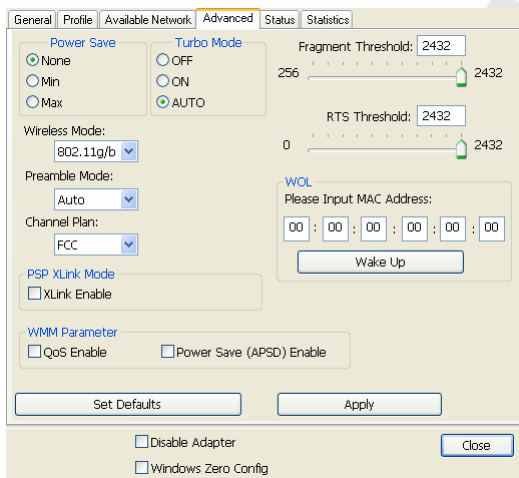 General Profile Available Network Advanced Status Statistics
Power Save
None
Min
Max
Turbo Mode
OFF
ON
AUTO
Fragment Threshold: 2432
256 2432
RTS Threshold: 2432
0 2432
Wireless Mode:
802.11g/b
Preamble Mode:
Auto
Channel Plan:
FCC
WOL
Please Input MAC Address:
00 : 00 : 00 : 00 : 00 : 00
Wake Up
PSP XLink Mode
XLink Enable
WMM Parameter
QoS Enable Power Save (APSD) Enable
Set Defaults Apply
Disable Adapter
Close
Windows Zero Config